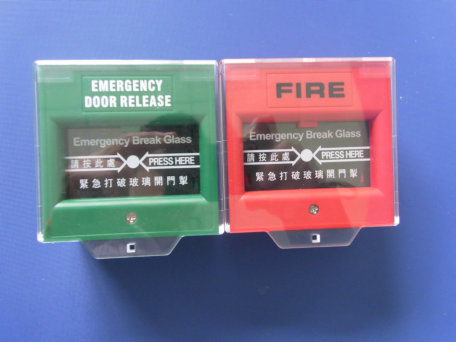 EMERGENCY
DOOR RELEASE
Emergency Break Glass
請按此處 PRESS HERE
緊急打破玻璃開門掣
FIRE
Emergency Break Glass
請按此處 PRESS HERE
緊急打破玻璃開門掣